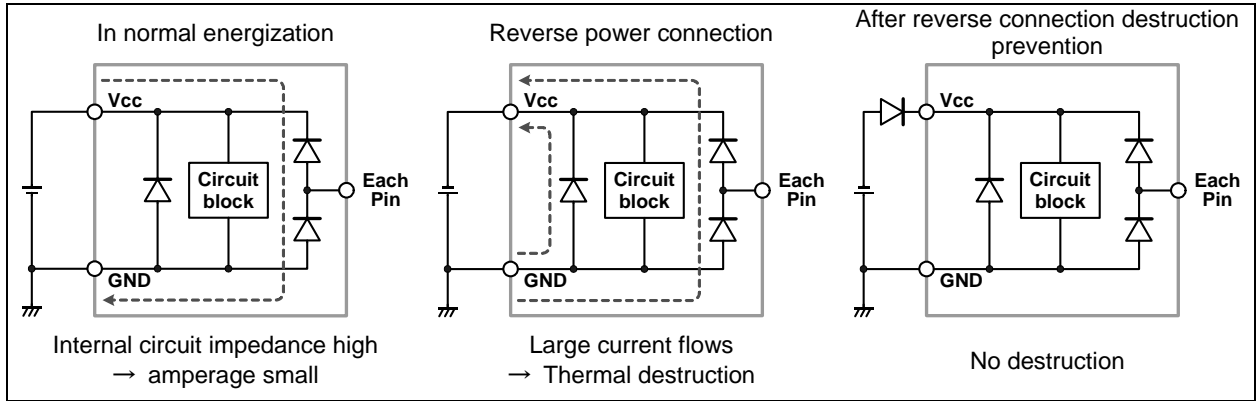 In normal energization
Vcc
Circuit
block
Each
Pin
GND
Internal circuit impedance high
→ amperage small
Reverse power connection
Vcc
Circuit
block
Each
Pin
GND
Large current flows
→ Thermal destruction
After reverse connection destruction
prevention
Vcc
Circuit
block
Each
Pin
GND
No destruction